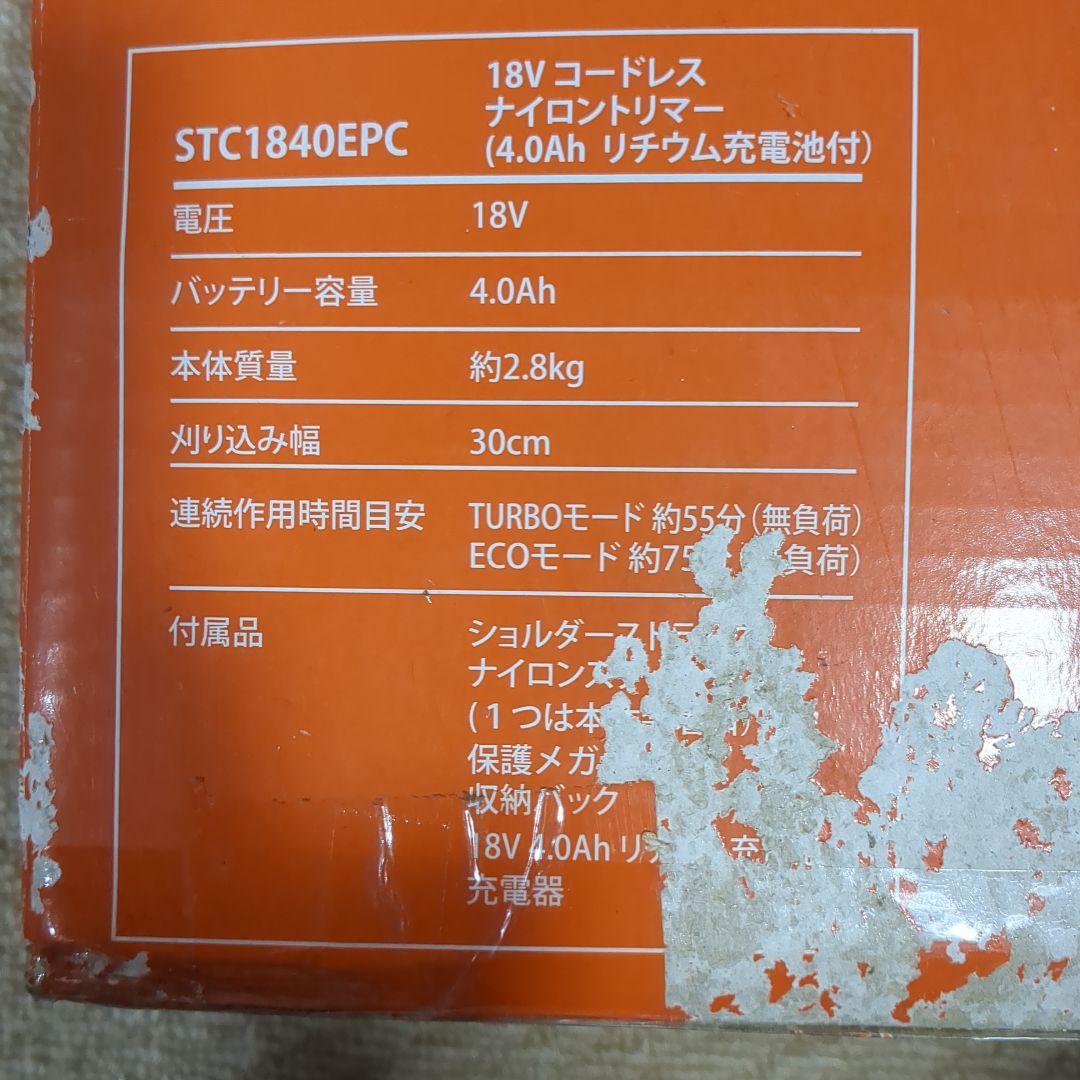 STC1840EPC
18V コードレス
ナイロントリマー
(4.0Ah リチウム充電池付)
電圧 18V
バッテリー容量 4.0Ah
本体質量 約2.8kg
刈り込み幅 30cm
連続作用時間目安 TURBOモード 約55分 (無負荷)
ECOモード 約75 負荷)
付属品 ショルダースト
ナイロン
(1つは本
保護メガ
収納バック
18V 4.0Ah リ 充
充電器